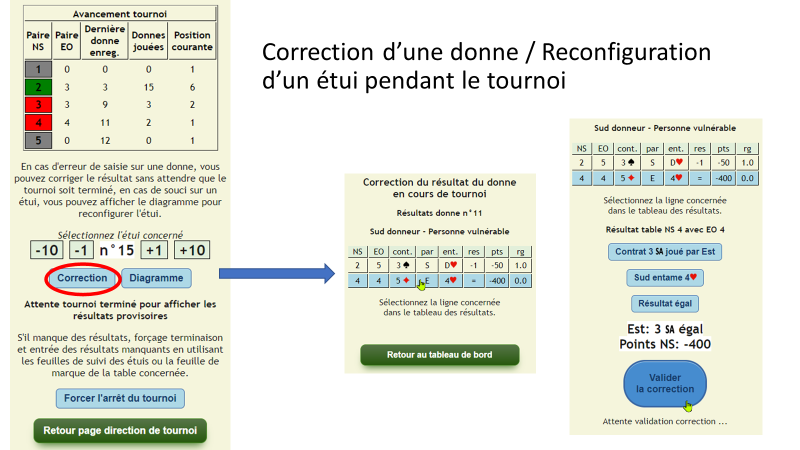 Correction d'une donne / Reconfiguration
d'un étui pendant le tournoi
Avancement tournoi
Paire NS | Paire EO | Dernière donne enreg. | Donnes jouées | Position courante
1 | 0 | 0 | 0 | 1
2 | 3 | 3 | 15 | 6
3 | 3 | 9 | 3 | 2
4 | 4 | 11 | 2 | 1
5 | 0 | 12 | 0 | 1
En cas d'erreur de saisie sur une donne, vous
pouvez corriger le résultat sans attendre que le
tournoi soit terminé, en cas de souci sur un
étui, vous pouvez afficher le diagramme pour
reconfigurer l'étui.
Sélectionnez l'étui concerné
-10 -1 n°15 +1 +10
Correction Diagramme
Attente tournoi terminé pour afficher les
résultats provisoires
S'il manque des résultats, forçage terminaison
et entrée des résultats manquants en utilisant
les feuilles de suivi des étuis ou la feuille de
marque de la table concernée.
Forcer l'arrêt du tournoi
Retour page direction de tournoi
Correction du résultat du donne
en cours de tournoi
Résultats donne n°11
Sud donneur - Personne vulnérable
NS | EO | cont. | par | ent. | res | pts | rg
2 | 5 | 3 ♠ | S | D♥ | -1 | -50 | 1.0
4 | 4 | 5 ♦ | E | 4♥ | = | -400 | 0.0
Sélectionnez la ligne concernée
dans le tableau des résultats.
Retour au tableau de bord
Sud donneur - Personne vulnérable
NS | EO | cont. | par | ent. | res | pts | rg
2 | 5 | 3 ♠ | S | D♥ | -1 | -50 | 1.0
4 | 4 | 5 ♦ | E | 4♥ | = | -400 | 0.0
Sélectionnez la ligne concernée
dans le tableau des résultats.
Résultat table NS 4 avec EO 4
Contrat 3 SA joué par Est
Sud entame 4♥
Résultat égal
Est: 3 SA égal
Points NS: -400
Valider
la correction
Attente validation correction ...